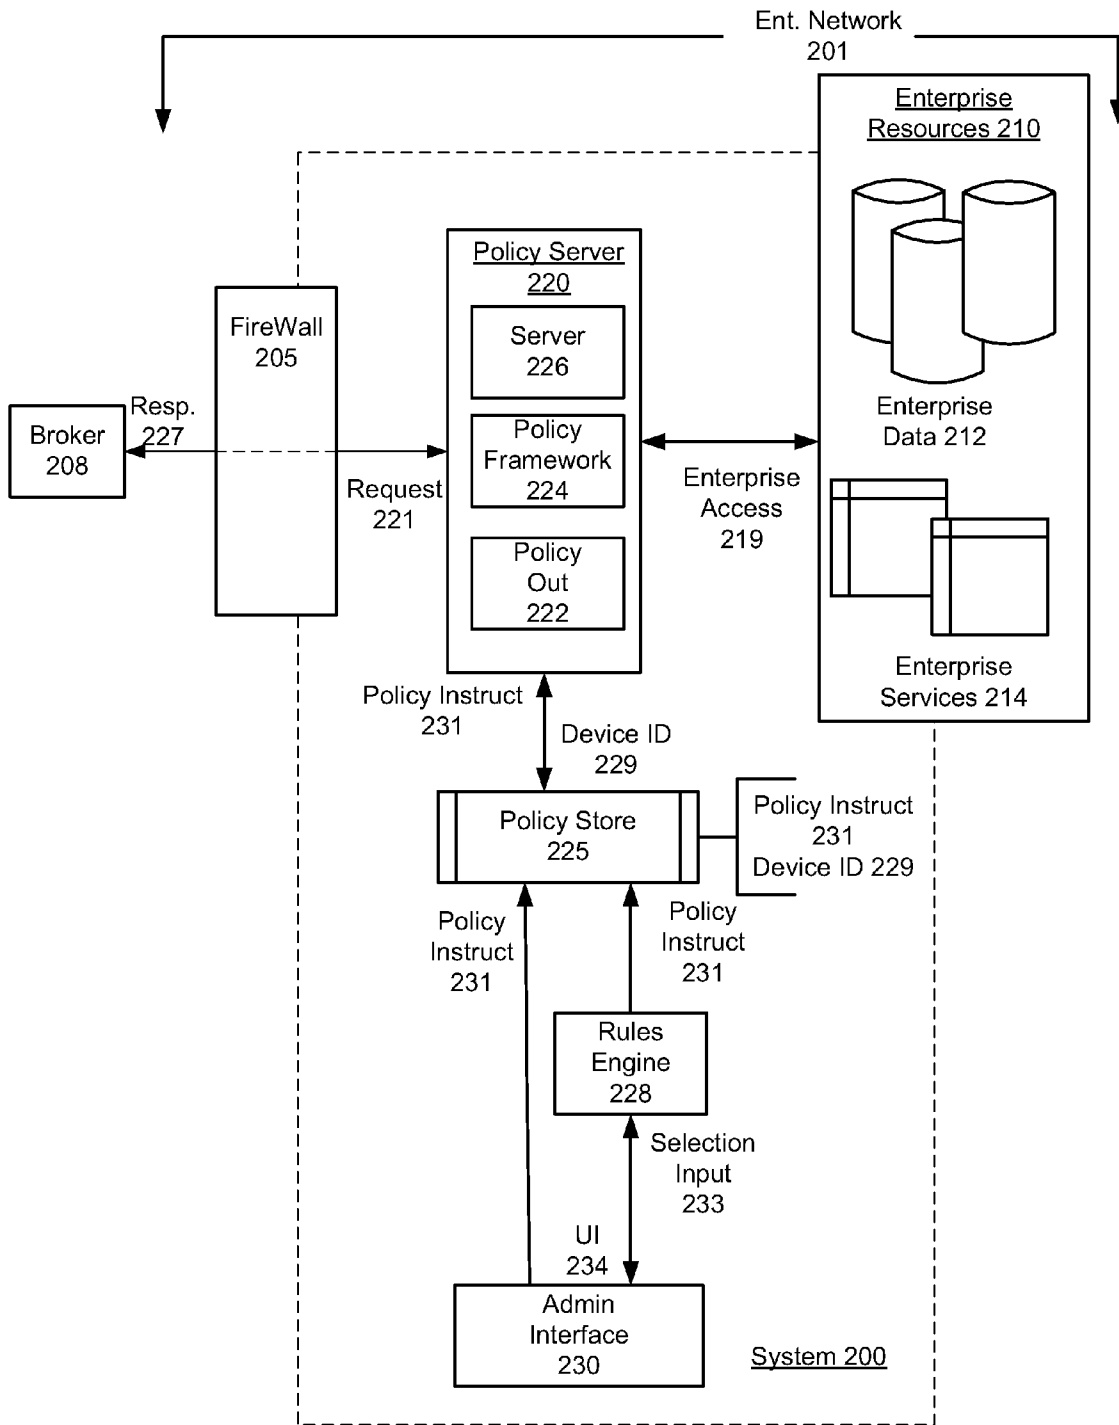 Ent. Network
201
Enterprise
Resources 210
Enterprise
Data 212
Enterprise
Services 214
Policy Server
220
Server
226
Policy
Framework
224
Policy
Out
222
FireWall
205
Broker
208
Resp.
227
Request
221
Enterprise
Access
219
Policy Instruct
231
Device ID
229
Policy Store
225
Policy Instruct
231
Device ID 229
Policy
Instruct
231
Policy
Instruct
231
Rules
Engine
228
Selection
Input
233
UI
234
Admin
Interface
230
System 200